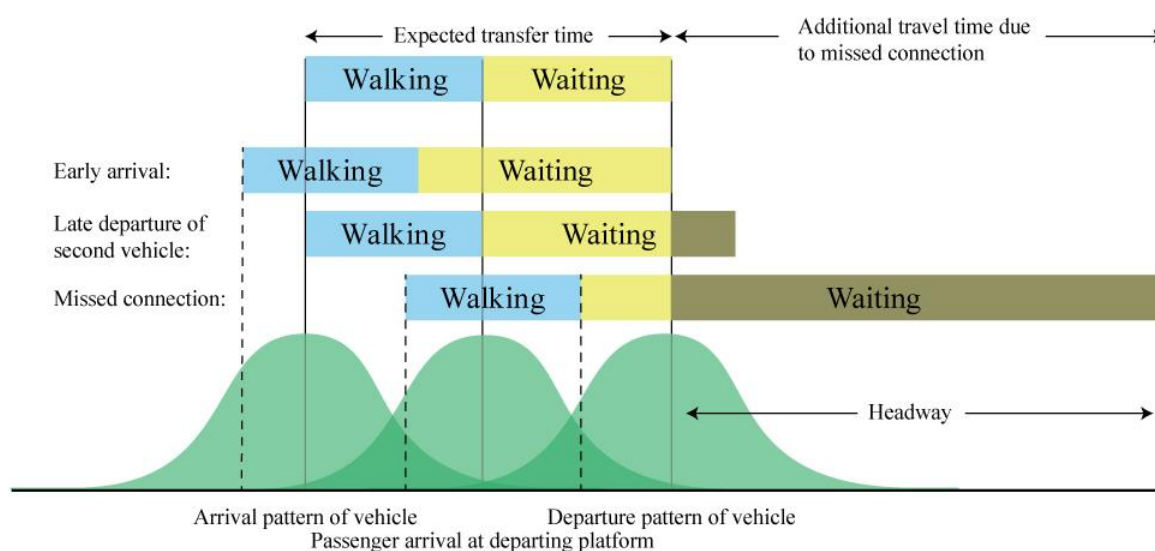 Expected transfer time
Additional travel time due
to missed connection
Walking
Waiting
Early arrival:
Walking
Waiting
Late departure of
second vehicle:
Walking
Waiting
Missed connection:
Walking
Waiting
Headway
Arrival pattern of vehicle
Departure pattern of vehicle
Passenger arrival at departing platform